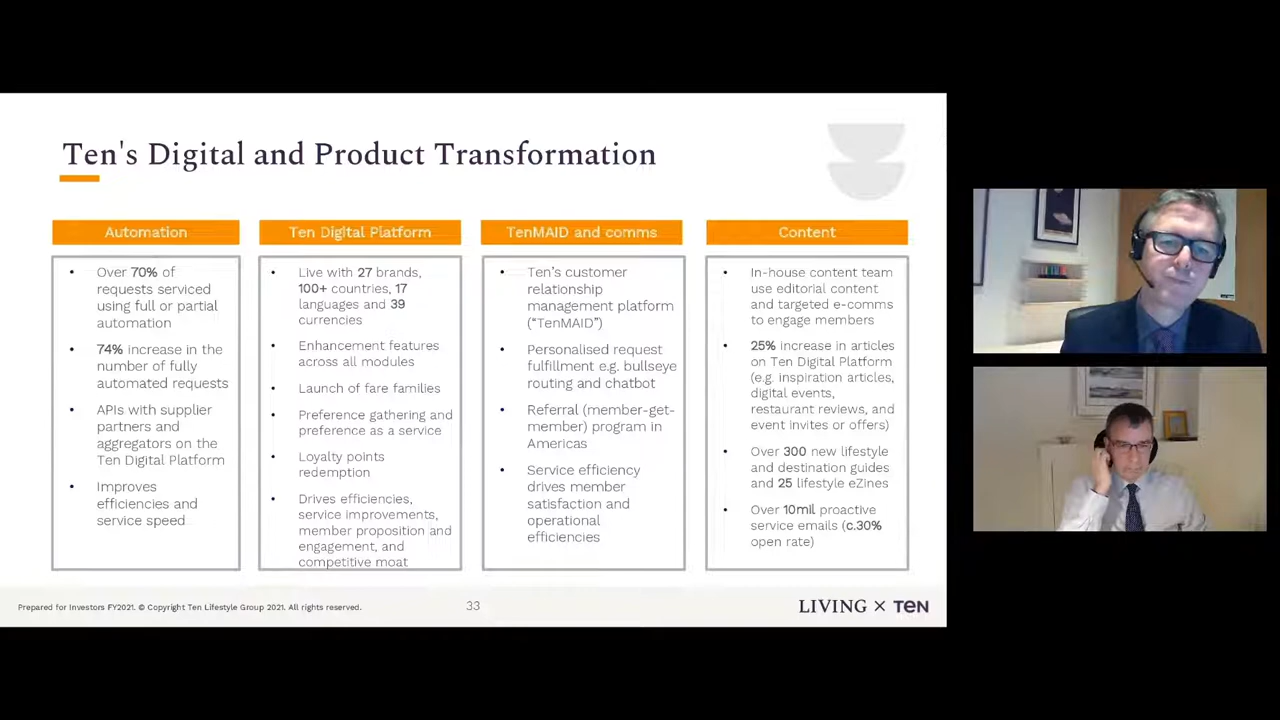 Ten's Digital and Product Transformation
Automation
Over 70% of
requests serviced
using full or partial
automation
74% increase in the
number of fully
automated requests
APIs with supplier
partners and
aggregators on the
Ten Digital Platform
Improves
efficiencies and
service speed
Ten Digital Platform
Live with 27 brands,
100+ countries, 17
languages and 39
currencies
Enhancement features
across all modules
Launch of fare families
Preference gathering and
preference as a service
Loyalty points
redemption
Drives efficiencies,
service improvements,
member proposition and
engagement, and
competitive moat
TenMAID and comms
Ten's customer
relationship
management platform
("TenMAID")
Personalised request
fulfillment e.g. bullseye
routing and chatbot
Referral (member-get-
member) program in
Americas
Service efficiency
drives member
satisfaction and
operational
efficiencies
Content
In-house content team
use editorial content
and targeted e-comms
to engage members
25% increase in articles
on Ten Digital Platform
(e.g. inspiration articles,
digital events,
restaurant reviews, and
event invites or offers)
Over 300 new lifestyle
and destination guides
and 25 lifestyle eZines
Over 10mil proactive
service emails (c.30%
open rate)
Prepared for Investors FY2021. © Copyright Ten Lifestyle Group 2021. All rights reserved.
33
LIVING × TEN